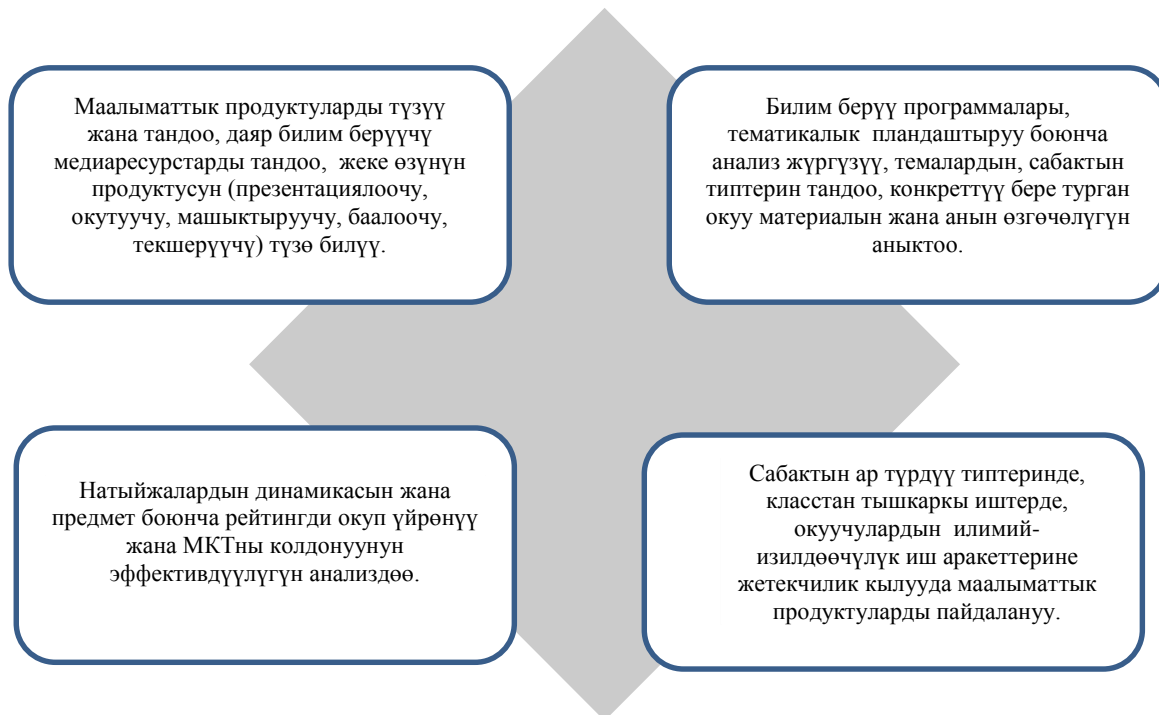 Маалыматтык продуктуларды түзүү
жана тандоо, даяр билим берүүчү
медиаресурстарды тандоо, жеке өзүнүн
продуктусун (презентациялоочу,
окутуучу, машыктыруучу, баалоочу,
текшерүүчү) түзө билүү.
Билим берүү программалары,
тематикалык пландаштыруу боюнча
анализ жүргүзүү, темалардын, сабактын
типтерин тандоо, конкреттүү бере турган
окуу материалын жана анын өзгөчөлүгүн
аныктоо.
Натыйжалардын динамикасын жана
предмет боюнча рейтингди окуп үйрөнүү
жана МКТны колдонуунун
эффективдүүлүгүн анализдөө.
Сабактын ар түрдүү типтеринде,
класстан тышкаркы иштерде,
окуучулардын илимий-
изилдөөчүлүк иш аракеттерине
жетекчилик кылууда маалыматтык
продуктуларды пайдалануу.